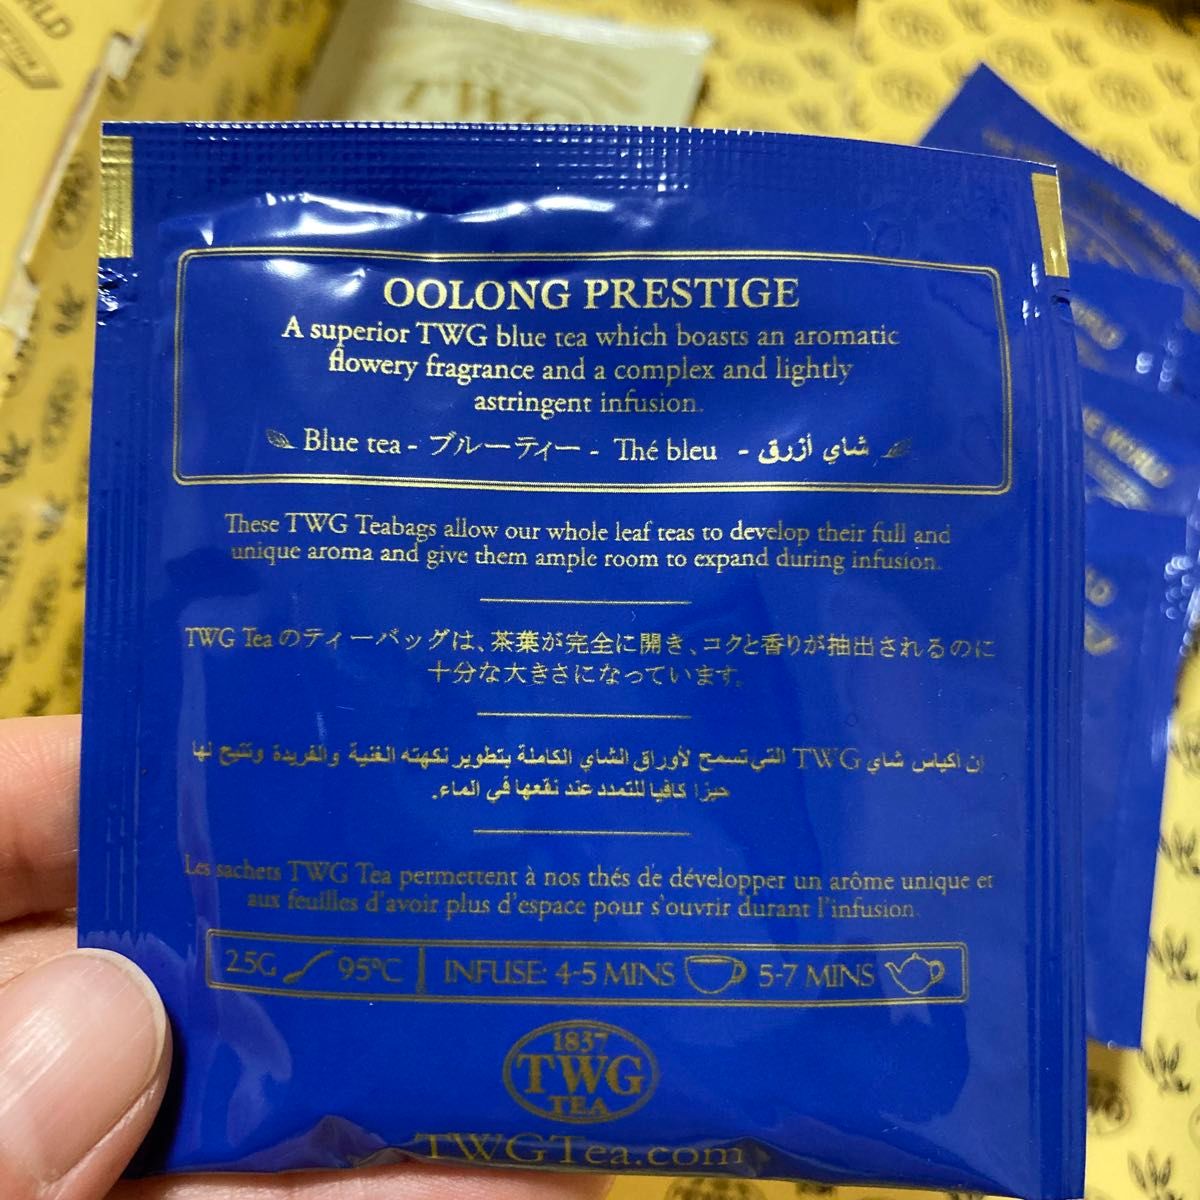 OOLONG PRESTIGE
A superior TWG blue tea which boasts an aromatic
flowery fragrance and a complex and lightly
astringent infusion.
Blue tea - ブルーティー - Thé bleu - شاي أزرق
These TWG Teabags allow our whole leaf teas to develop their full and
unique aroma and give them ample room to expand during infusion.
TWG Tea のティーバッグは、茶葉が完全に開き、コクと香りが抽出されるのに
十分な大きさになっています。
إن أكياس شاي TWG التي تسمح لأوراق الشاي الكاملة بتطوير نكهته الغنية والفريدة وتتيح لها
حيزا كافيا للتمدد عند نقعها في الماء.
Les sachets TWG Tea permettent à nos thés de développer un arôme unique et
aux feuilles d'avoir plus d'espace pour s'ouvrir durant l'infusion.
2.5G 95°C INFUSE: 4-5 MINS 5-7 MINS
1837
TWG
TEA
TWGTea.com
TWG
WORLD